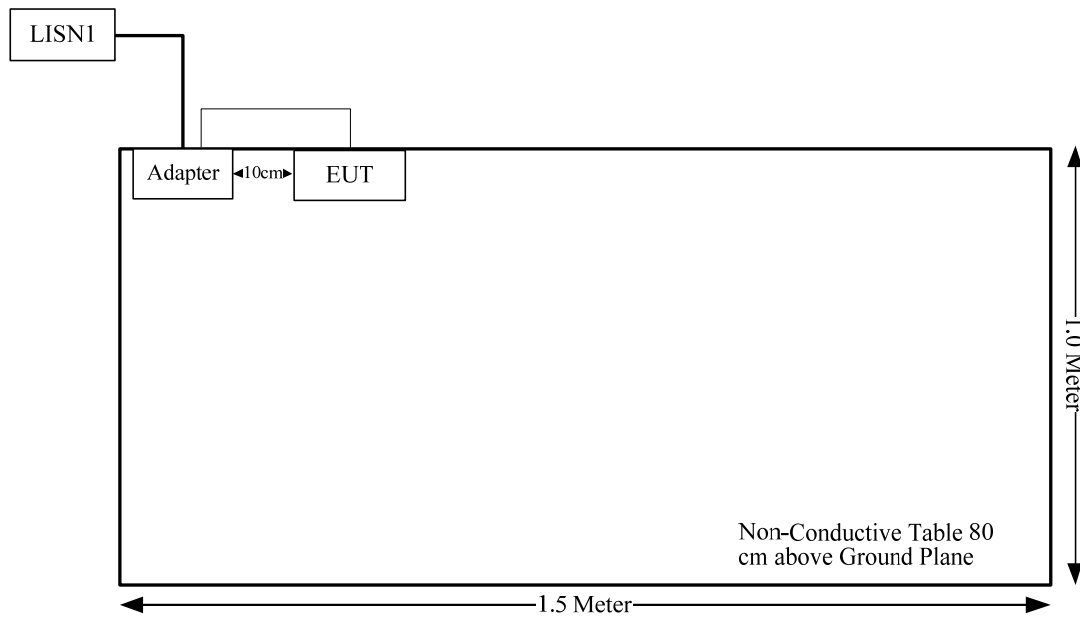 LISN1
Adapter
10cm
EUT
1.0 Meter
Non-Conductive Table 80
cm above Ground Plane
1.5 Meter